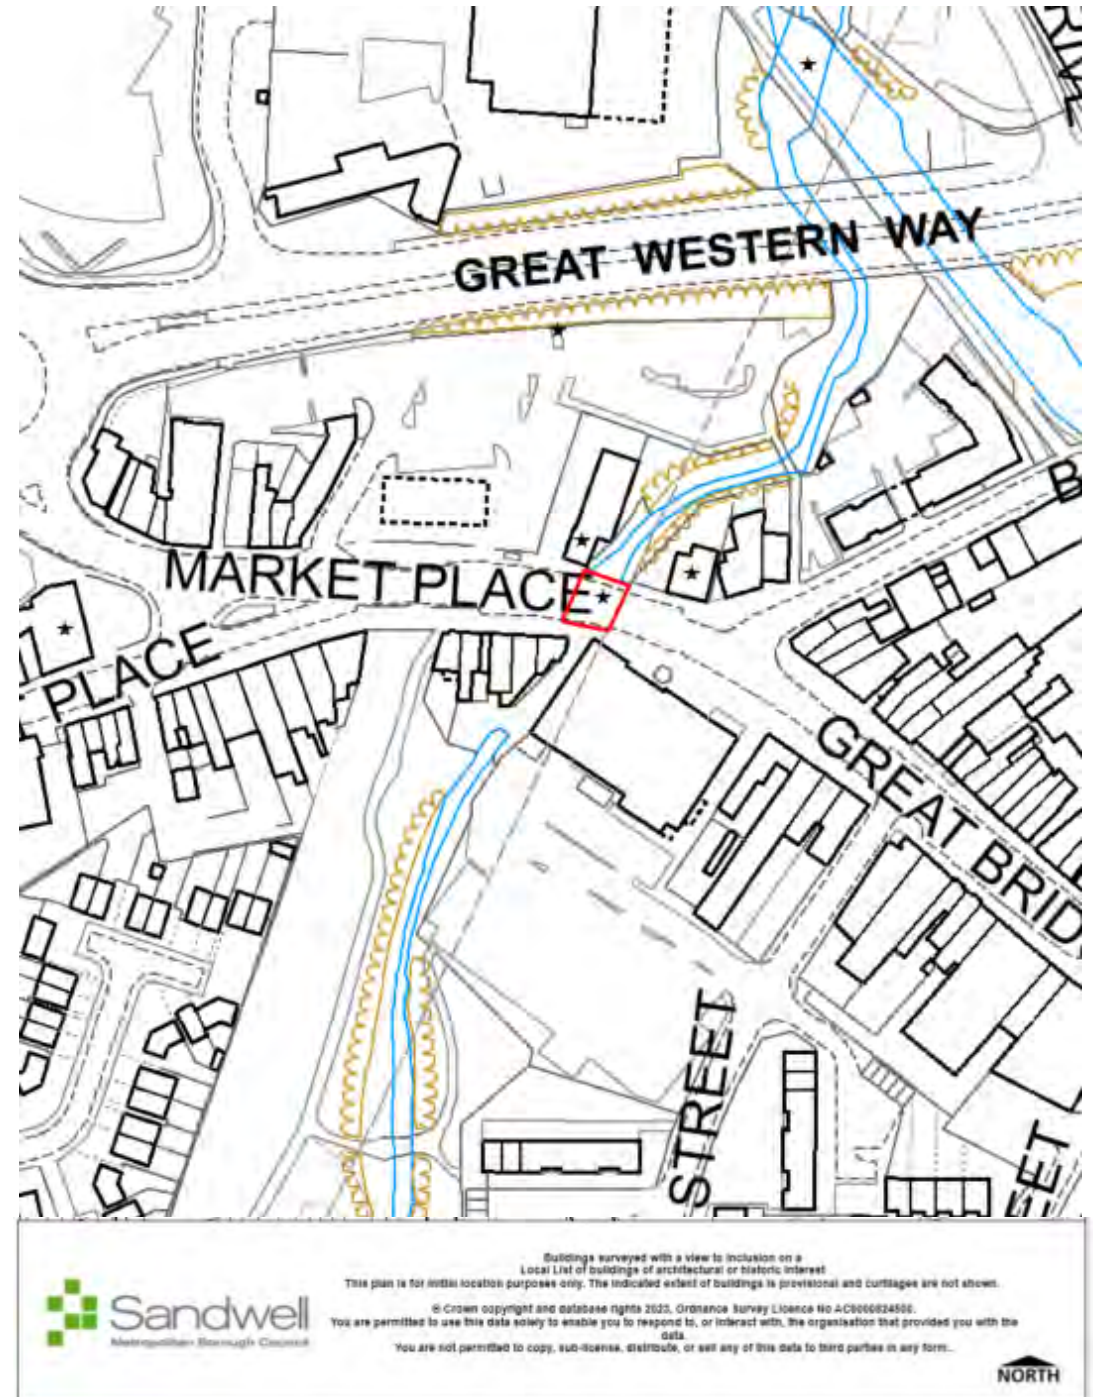 GREAT WESTERN WAY
MARKET PLACE
B
PLACE
GREAT BRID
STREET
EET
Sandwell
Metropolitan Borough Council
Buildings surveyed with a view to inclusion on a
Local List of buildings of architectural or historic interest
This plan is for initial location purposes only. The indicated extent of buildings is provisional and curtilages are not shown.
© Crown copyright and database rights 2023, Ordnance Survey Licence No AC0000824500.
You are permitted to use this data solely to enable you to respond to, or interact with, the organisation that provided you with the
data.
You are not permitted to copy, sub-license, distribute, or sell any of this data to third parties in any form..
NORTH